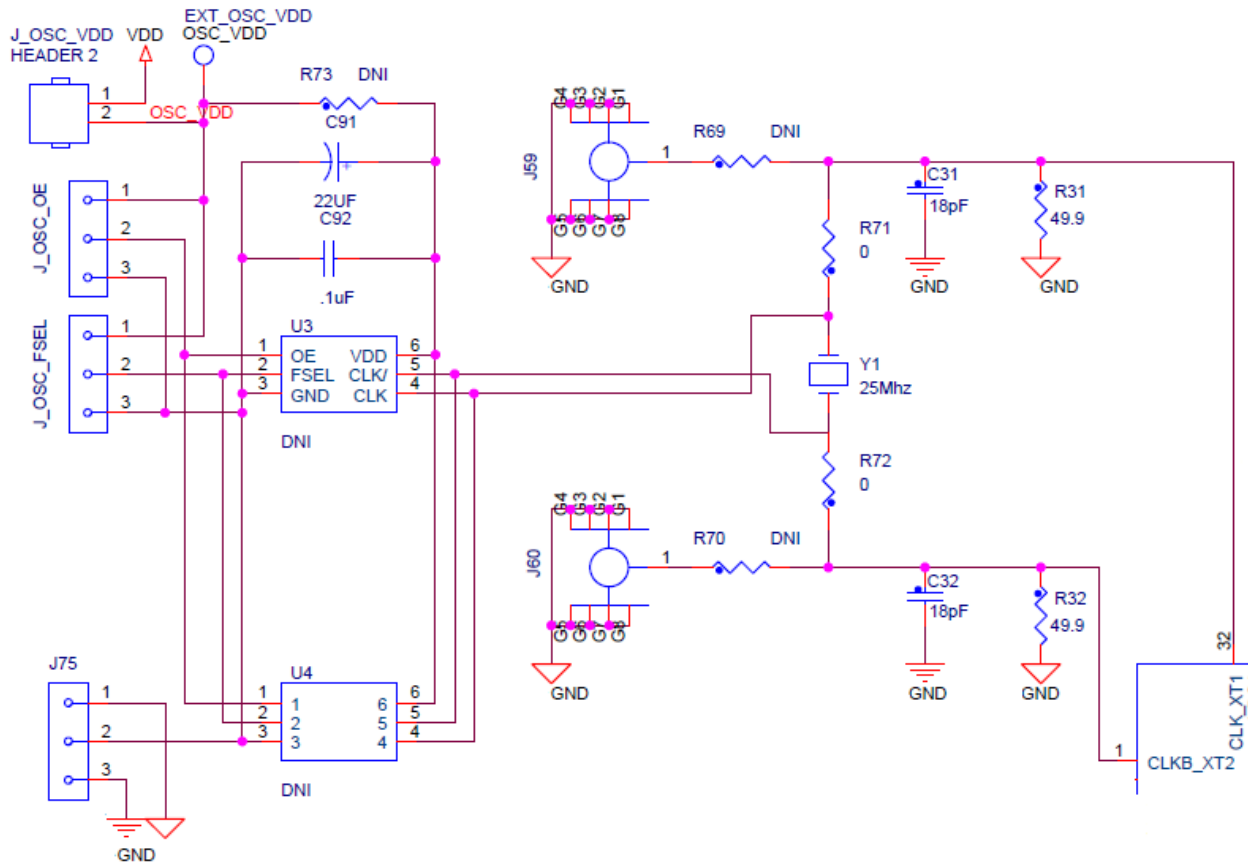 EXT_OSC_VDD
J_OSC_VDD VDD OSC_VDD
HEADER 2
1
2
OSC_VDD
R73 DNI
C91
22UF
C92
.1uF
J_OSC_OE
1
2
3
J_OSC_FSEL
1
2
3
U3
1 OE VDD 6
2 FSEL CLK/ 5
3 GND CLK 4
DNI
J75
1
2
3
GND
U4
1 1 6 6
2 2 5 5
3 3 4 4
DNI
G4 G3 G2 G1
J59
1
G5 G6 G7 G8
GND
R69 DNI
R71
0
C31
18pF
GND
R31
49.9
GND
Y1
25Mhz
R72
0
G4 G3 G2 G1
J60
1
G5 G6 G7 G8
GND
R70 DNI
C32
18pF
GND
R32
49.9
GND
32
CLK_XT1
1
CLKB_XT2